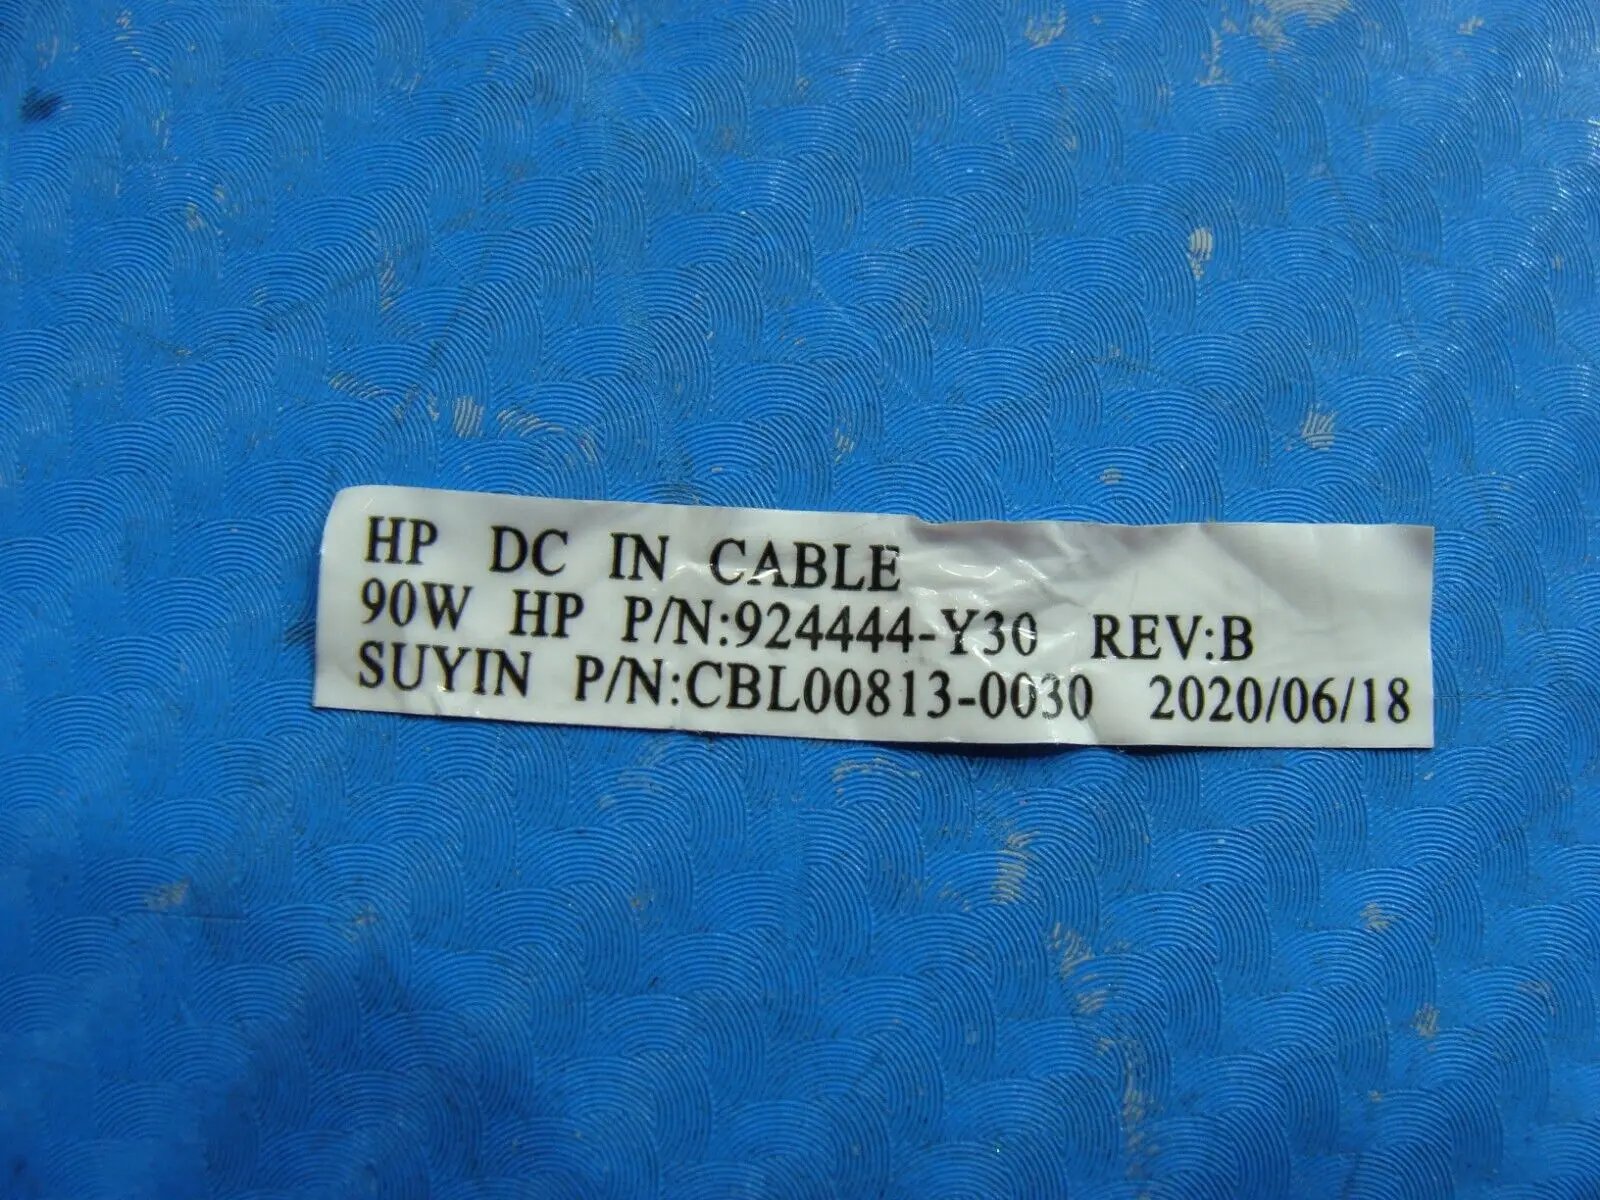 HP DC IN CABLE
90W HP P/N:924444-Y30 REV:B
SUYIN P/N:CBL00813-0030 2020/06/18